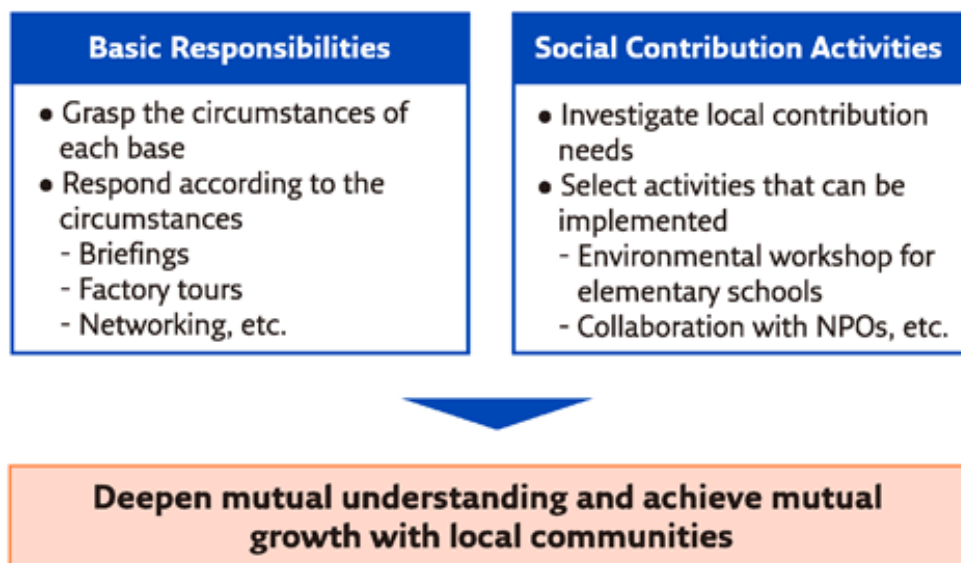 Basic Responsibilities
● Grasp the circumstances of
each base
● Respond according to the
circumstances
- Briefings
- Factory tours
- Networking, etc.
Social Contribution Activities
● Investigate local contribution
needs
● Select activities that can be
implemented
- Environmental workshop for
elementary schools
- Collaboration with NPOs, etc.
Deepen mutual understanding and achieve mutual
growth with local communities